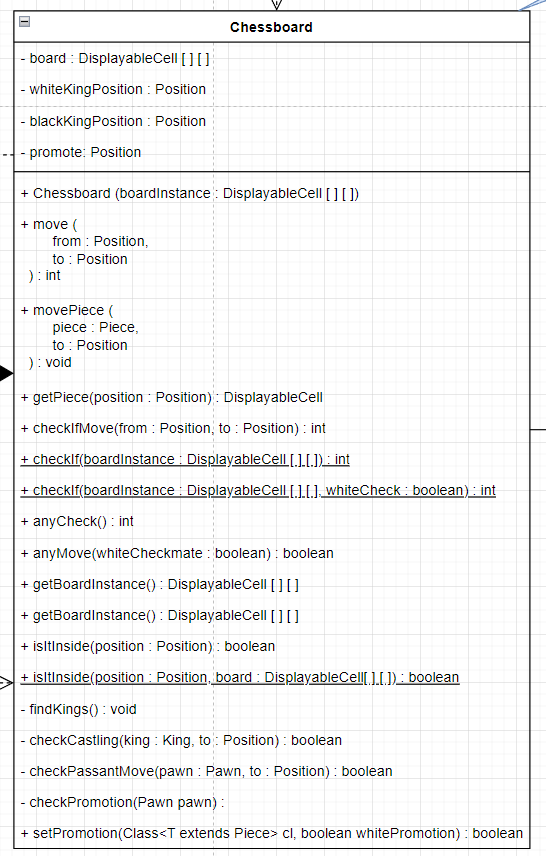 Chessboard
- board : DisplayableCell [ ] [ ]
- whiteKingPosition : Position
- blackKingPosition : Position
- promote: Position
+ Chessboard (boardInstance : DisplayableCell [ ] [ ])
+ move (
from : Position,
to : Position
) : int
+ movePiece (
piece : Piece,
to : Position
) : void
+ getPiece(position : Position) : DisplayableCell
+ checkIfMove(from : Position, to : Position) : int
+ checkIf(boardInstance : DisplayableCell [ ] [ ]) : int
+ checkIf(boardInstance : DisplayableCell [ ] [ ], whiteCheck : boolean) : int
+ anyCheck() : int
+ anyMove(whiteCheckmate : boolean) : boolean
+ getBoardInstance() : DisplayableCell [ ] [ ]
+ getBoardInstance() : DisplayableCell [ ] [ ]
+ isItInside(position : Position) : boolean
+ isItInside(position : Position, board : DisplayableCell[ ] [ ]) : boolean
- findKings() : void
- checkCastling(king : King, to : Position) : boolean
- checkPassantMove(pawn : Pawn, to : Position) : boolean
- checkPromotion(Pawn pawn) :
+ setPromotion(Class<T extends Piece> cl, boolean whitePromotion) : boolean